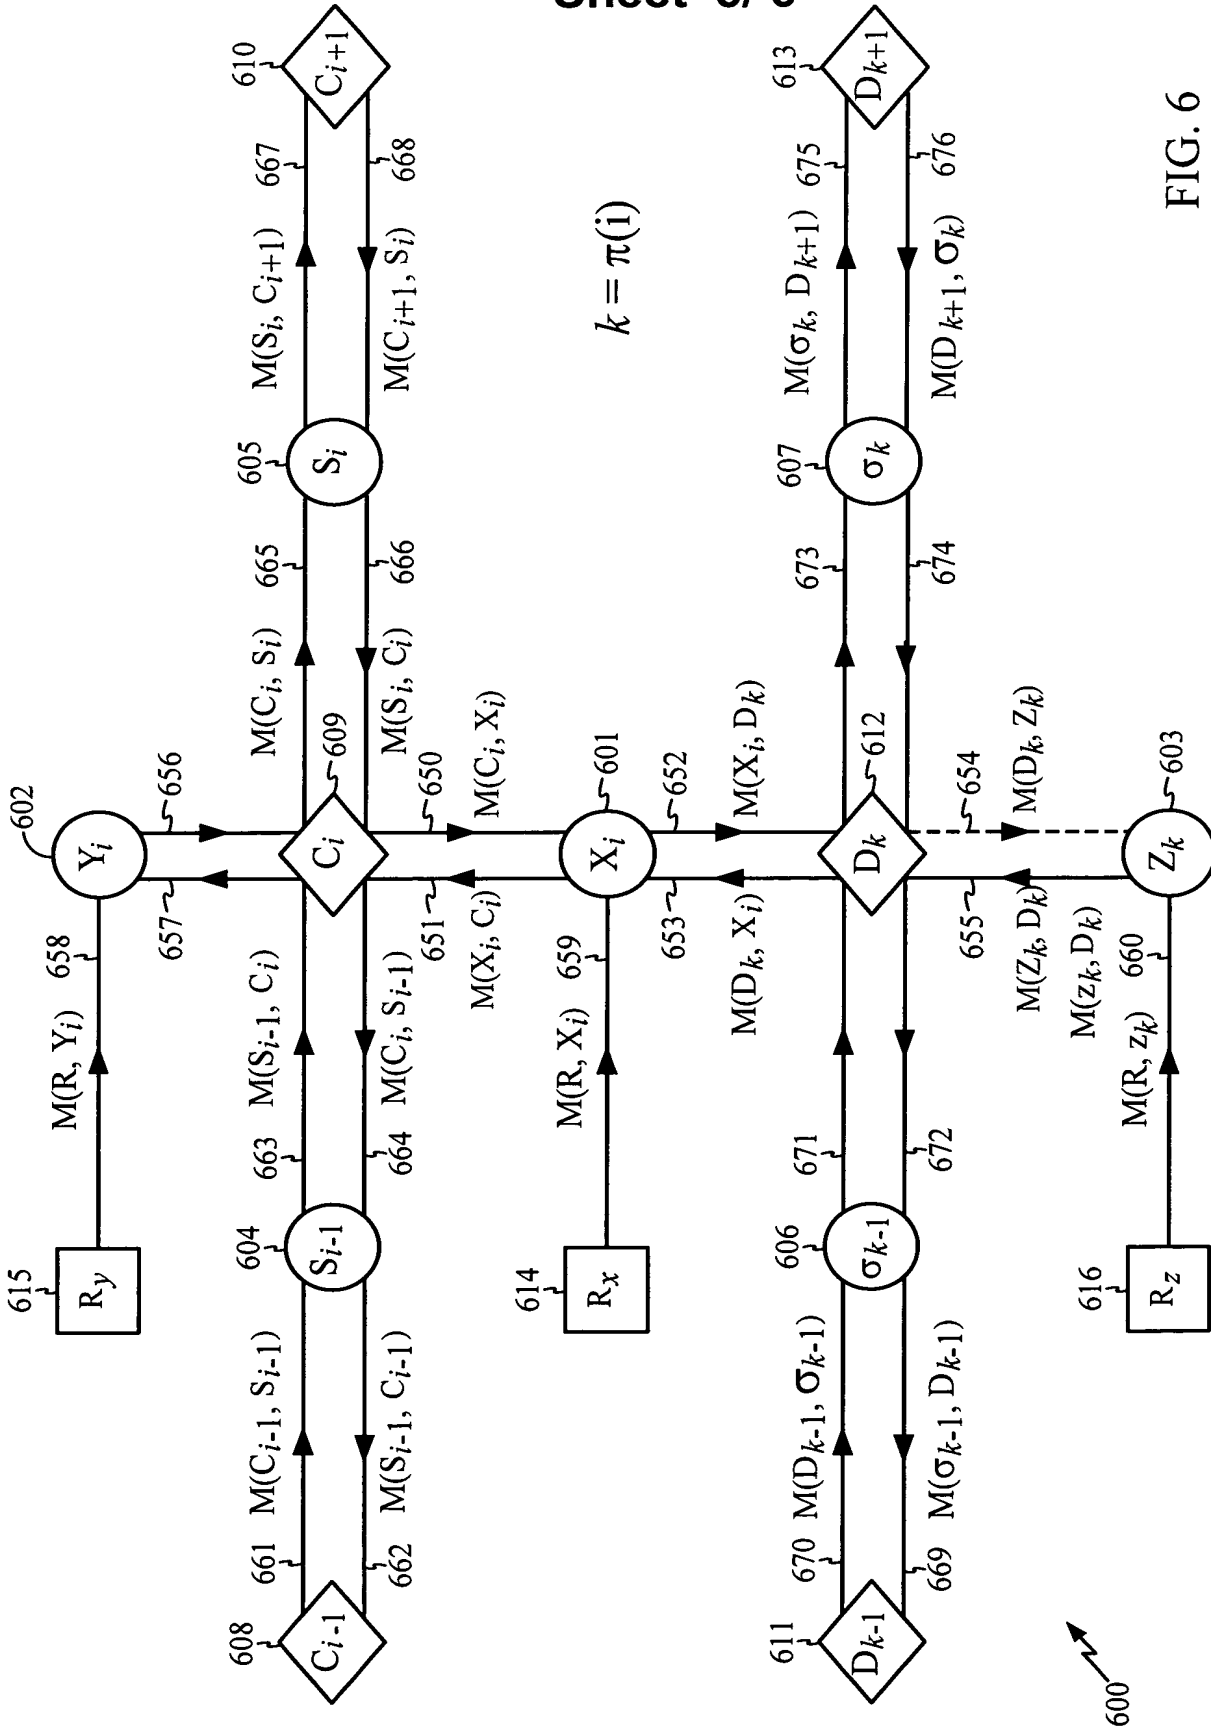 Sheet
602
615
M(R, Yi)
658
657
656
Ry
Yi
608
661
M(Ci-1, Si-1)
604
663
M(Si-1, Ci)
609
M(Ci, Si)
665
605
M(Si, Ci+1)
667
610
Ci-1
Si-1
Ci
Si
Ci+1
662
M(Si-1, Ci-1)
664
M(Ci, Si-1)
M(Si, Ci)
666
M(Ci+1, Si)
668
651
650
M(Xi, Ci)
M(Ci, Xi)
614
M(R, Xi)
659
601
Rx
Xi
k = π(i)
653
652
M(Dk, Xi)
M(Xi, Dk)
611
670
M(Dk-1, σk-1)
606
671
612
673
607
M(σk, Dk+1)
675
613
Dk-1
σk-1
Dk
σk
Dk+1
669
M(σk-1, Dk-1)
672
674
M(Dk+1, σk)
676
655
654
M(Zk, Dk)
M(Dk, Zk)
M(zk, Dk)
616
M(R, zk)
660
603
Rz
Zk
600
FIG. 6